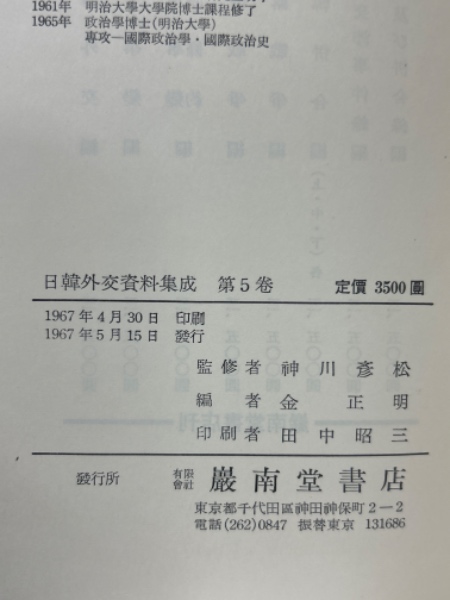 1961年 明治大學大學院博士課程修了
1965年 政治學博士(明治大學)
専攻—國際政治學・國際政治史
日韓外交資料集成 第5巻 定價 3500圓
1967年4月30日 印刷
1967年5月15日 發行
監修者 神川彥松
編者 金正明
印刷者 田中昭三
發行所 有限會社 巖南堂書店
東京都千代田區神田神保町2—2
電話(262)0847 振替東京 131686